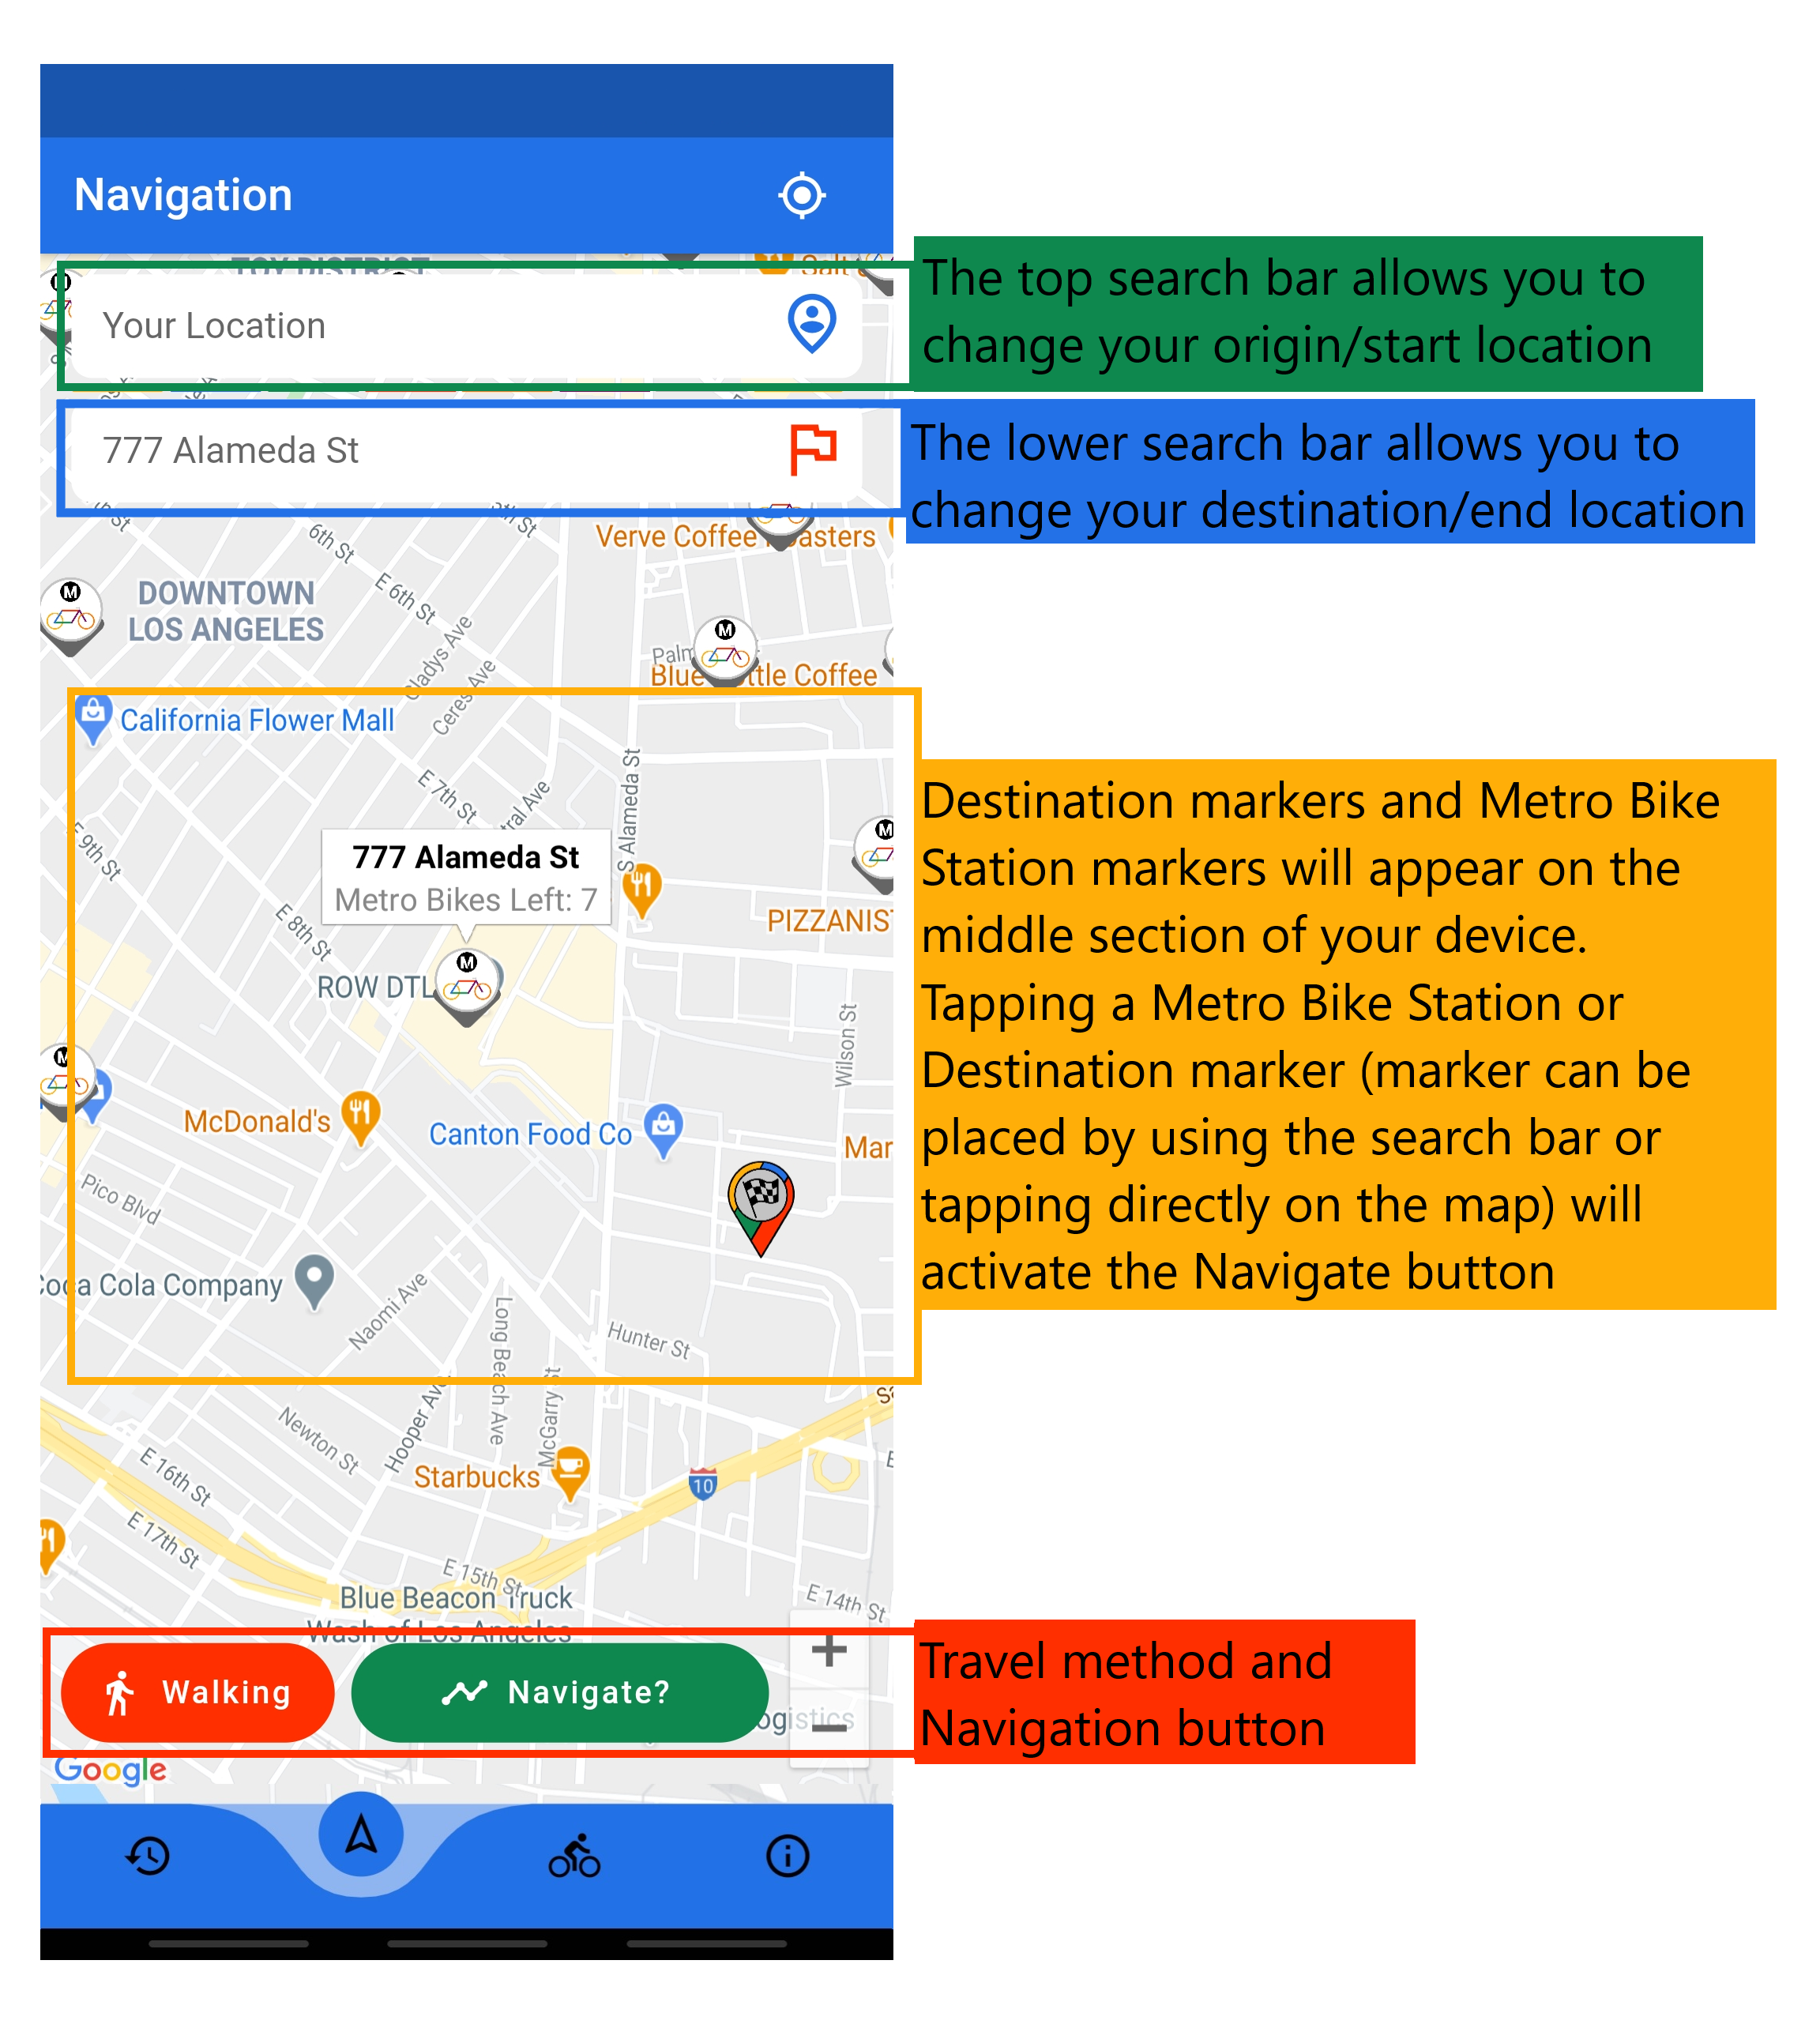 Navigation
TOY DISTRICT
Salt
Your Location
The top search bar allows you to
change your origin/start location
777 Alameda St
The lower search bar allows you to
change your destination/end location
6th St
Verve Coffee
E 6th St
DOWNTOWN
LOS ANGELES
M
M
Gladys Ave
Ceres Ave
Blue
ttle Coffee
California Flower Mall
E 7th St
S Alameda St
E 9th St
777 Alameda St
Metro Bikes Left: 7
M
PIZZANIS
E 8th St
M
ROW DTL
Wilson St
Destination markers and Metro Bike
Station markers will appear on the
middle section of your device.
Tapping a Metro Bike Station or
Destination marker (marker can be
placed by using the search bar or
tapping directly on the map) will
activate the Navigate button
M
McDonald's
Canton Food Co
Mar
Pico Blvd
Coca Cola Company
Naomi Ave
Long Beach Ave
Hunter St
McGarry St
Hooper Ave
Newton St
E 16th St
Starbucks
10
E 17th St
E 15th St
Blue Beacon Truck
Wash of Los Angeles
E 14th St
Walking
Navigate?
ogistics
Travel method and
Navigation button
Google